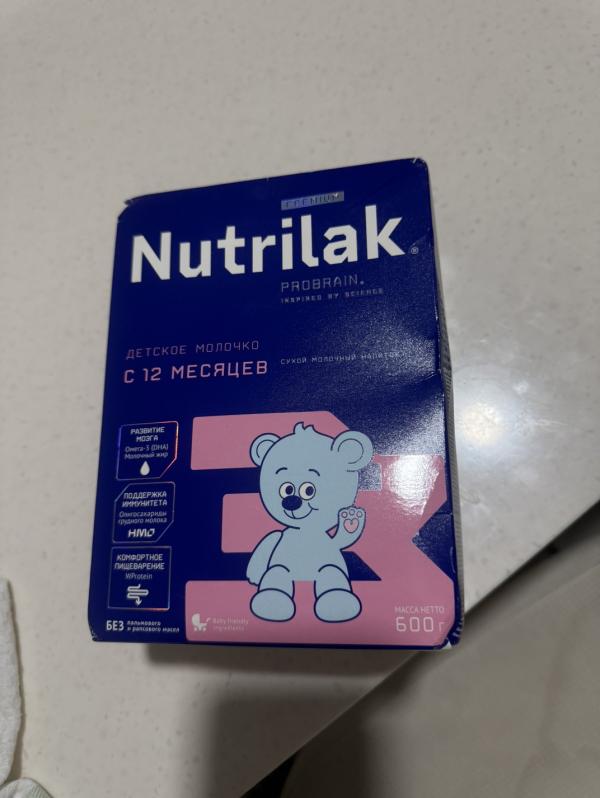 PREMIUM
Nutrilak®
PROBRAIN®
INSPIRED BY SCIENCE
ДЕТСКОЕ МОЛОЧКО
С 12 МЕСЯЦЕВ
СУХОЙ МОЛОЧНЫЙ НАПИТОК
3
РАЗВИТИЕ
МОЗГА
Омега-3 (DHA)
Молочный жир
ПОДДЕРЖКА
ИММУНИТЕТА
Олигосахариды
грудного молока
HMO
КОМФОРТНОЕ
ПИЩЕВАРЕНИЕ
WProtein
БЕЗ пальмового
и рапсового масел
Baby friendly
ingredients
МАССА НЕТТО
600 г